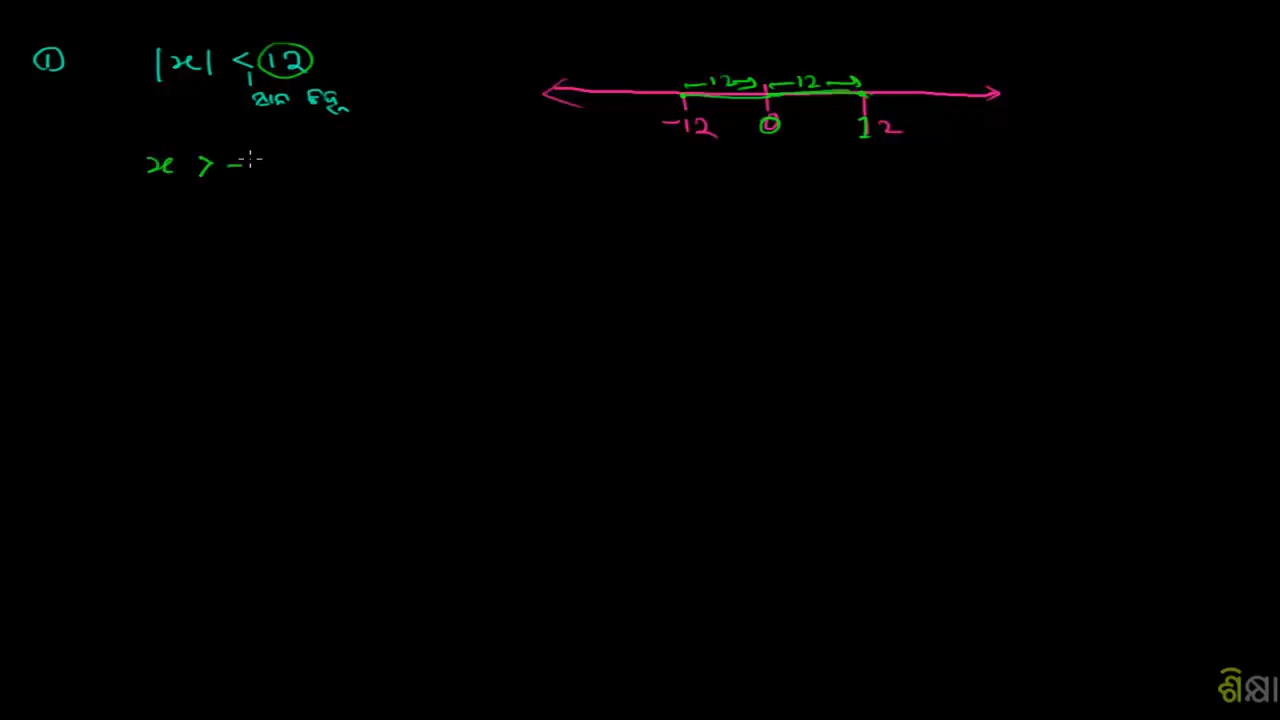 ① |x| < 12
x > -
←12→ ←12→
-12 0 12
ଶିକ୍ଷା